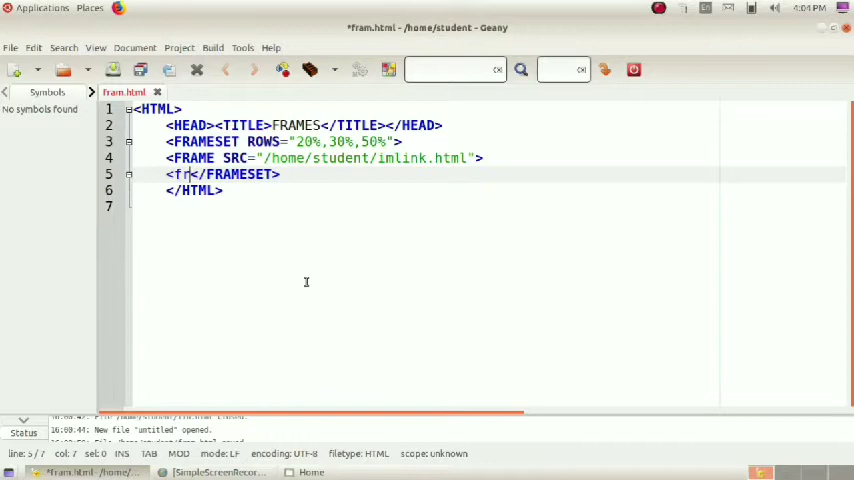 Applications Places En 4:04 PM
*fram.html - /home/student - Geany
File Edit Search View Document Project Build Tools Help
Symbols fram.html
No symbols found
1 <HTML>
2 <HEAD><TITLE>FRAMES</TITLE></HEAD>
3 <FRAMESET ROWS="20%,30%,50%">
4 <FRAME SRC="/home/student/imlink.html">
5 <fr</FRAMESET>
6 </HTML>
7
16:00:44: New file "untitled" opened.
Status
line: 5 / 7 col: 7 sel: 0 INS TAB MOD mode: LF encoding: UTF-8 filetype: HTML scope: unknown
*fram.html - /home/... [SimpleScreenRecor... Home